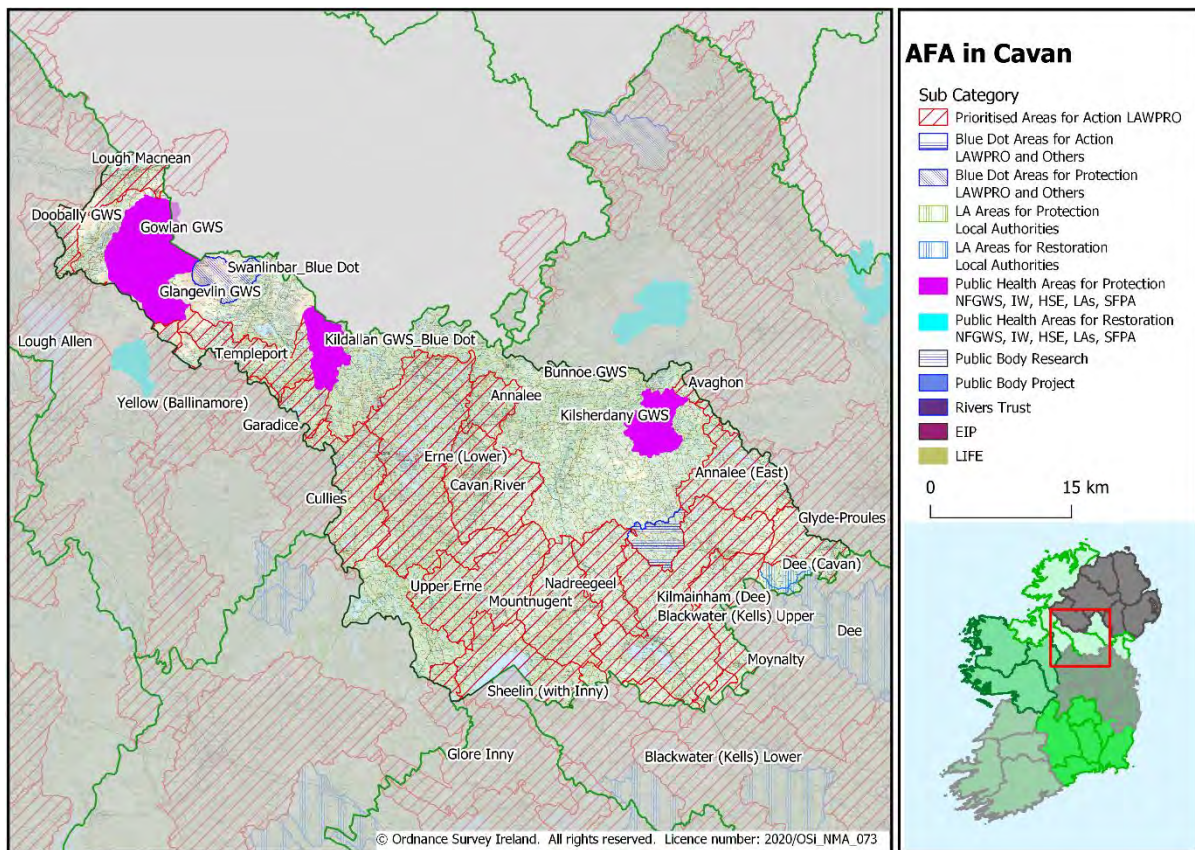 Lough Macnean
Doobally GWS
Gowlan GWS
Swanlinbar_Blue Dot
Glangevlin GWS
Lough Allen
Templeport
Kildallan GWS_Blue Dot
Bunnoe GWS
Avaghon
Yellow (Ballinamore)
Annalee
Kilsherdany GWS
Garadice
Erne (Lower)
Cavan River
Annalee (East)
Cullies
Glyde-Proules
Dee (Cavan)
Upper Erne
Nadreegeel
Mountnugent
Kilmainham (Dee)
Blackwater (Kells) Upper
Dee
Moynalty
Sheelin (with Inny)
Glore Inny
Blackwater (Kells) Lower
© Ordnance Survey Ireland. All rights reserved. Licence number: 2020/OSi_NMA_073
AFA in Cavan
Sub Category
Prioritised Areas for Action LAWPRO
Blue Dot Areas for Action
LAWPRO and Others
Blue Dot Areas for Protection
LAWPRO and Others
LA Areas for Protection
Local Authorities
LA Areas for Restoration
Local Authorities
Public Health Areas for Protection
NFGWS, IW, HSE, LAs, SFPA
Public Health Areas for Restoration
NFGWS, IW, HSE, LAs, SFPA
Public Body Research
Public Body Project
Rivers Trust
EIP
LIFE
0 15 km